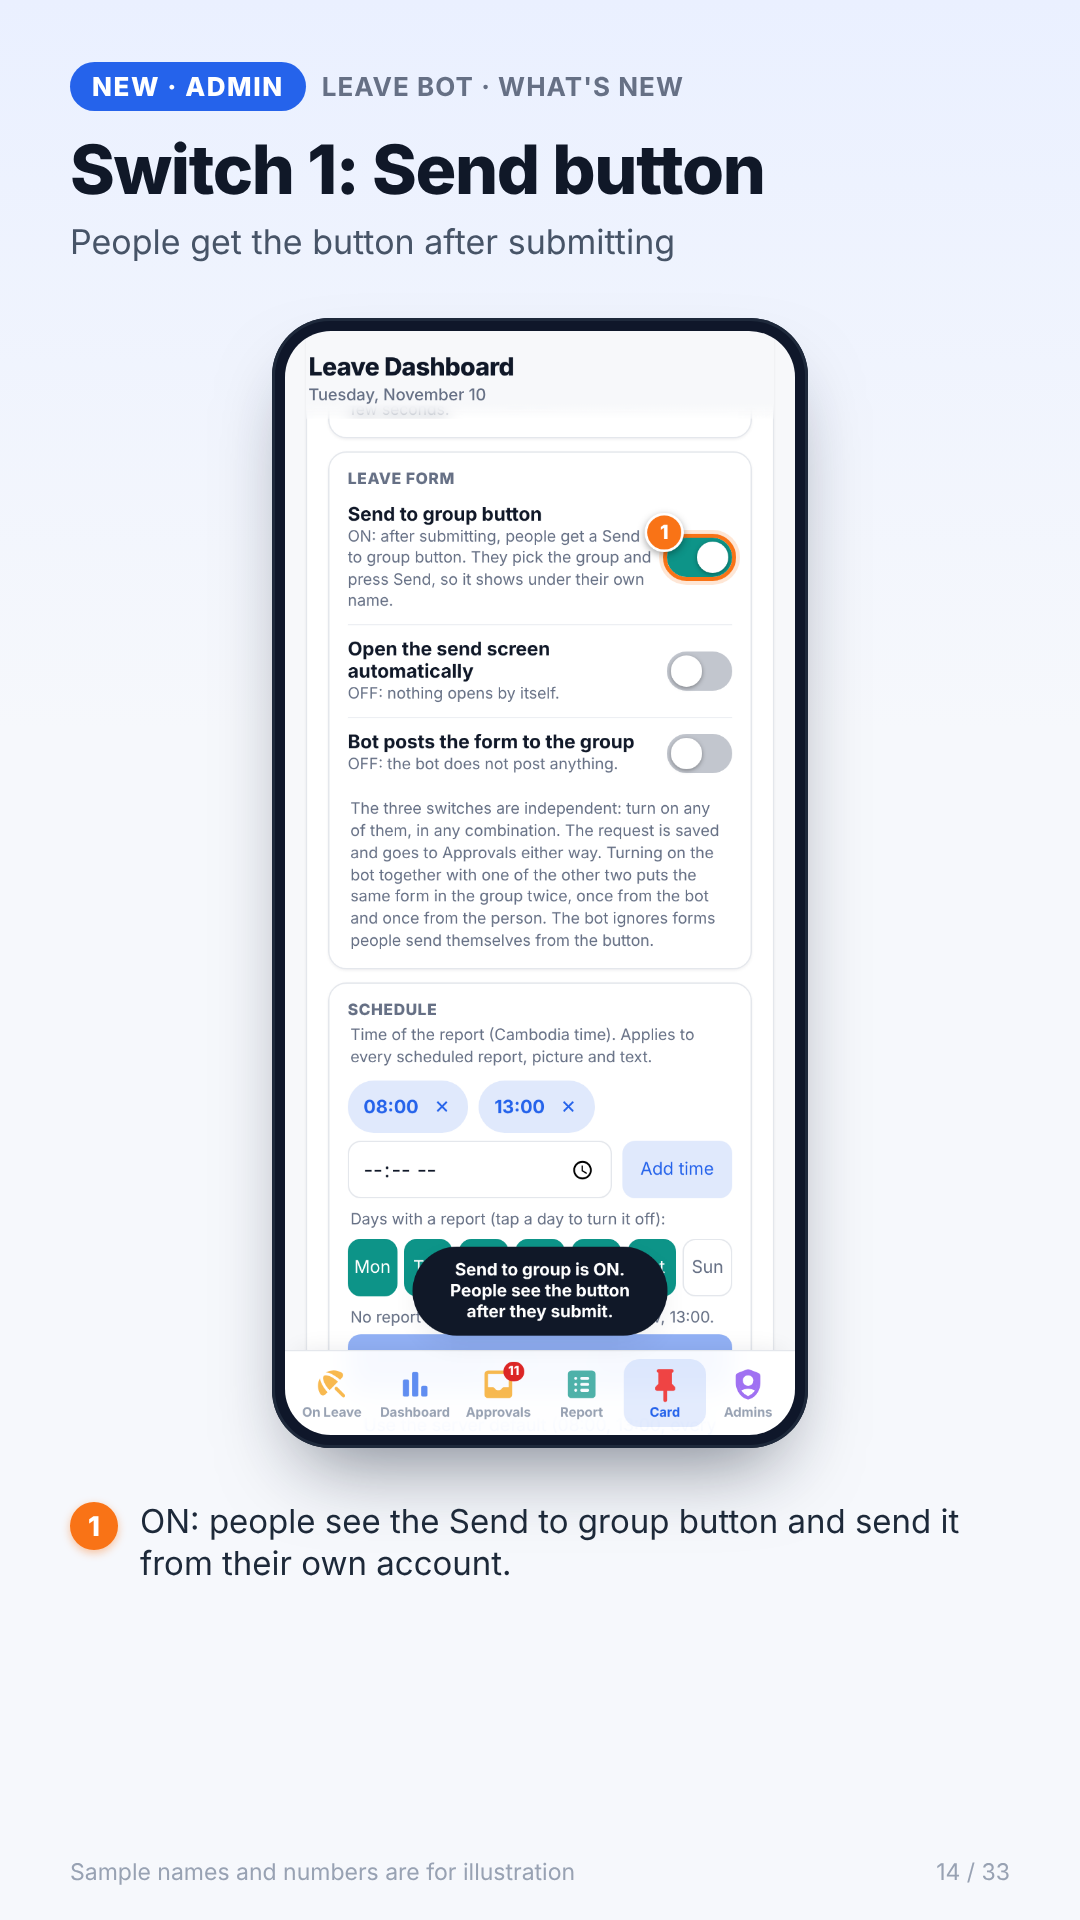 NEW · ADMIN LEAVE BOT · WHAT'S NEW
Switch 1: Send button
People get the button after submitting
Leave Dashboard
Tuesday, November 10
few seconds.
LEAVE FORM
Send to group button
ON: after submitting, people get a Send
to group button. They pick the group and
press Send, so it shows under their own
name.
1
Open the send screen
automatically
OFF: nothing opens by itself.
Bot posts the form to the group
OFF: the bot does not post anything.
The three switches are independent: turn on any
of them, in any combination. The request is saved
and goes to Approvals either way. Turning on the
bot together with one of the other two puts the
same form in the group twice, once from the bot
and once from the person. The bot ignores forms
people send themselves from the button.
SCHEDULE
Time of the report (Cambodia time). Applies to
every scheduled report, picture and text.
08:00 ✕ 13:00 ✕
--:-- -- Add time
Days with a report (tap a day to turn it off):
Mon Sun
Send to group is ON.
People see the button
after they submit.
No report 13:00.
11
On Leave Dashboard Approvals Report Card Admins
1 ON: people see the Send to group button and send it
from their own account.
Sample names and numbers are for illustration 14 / 33